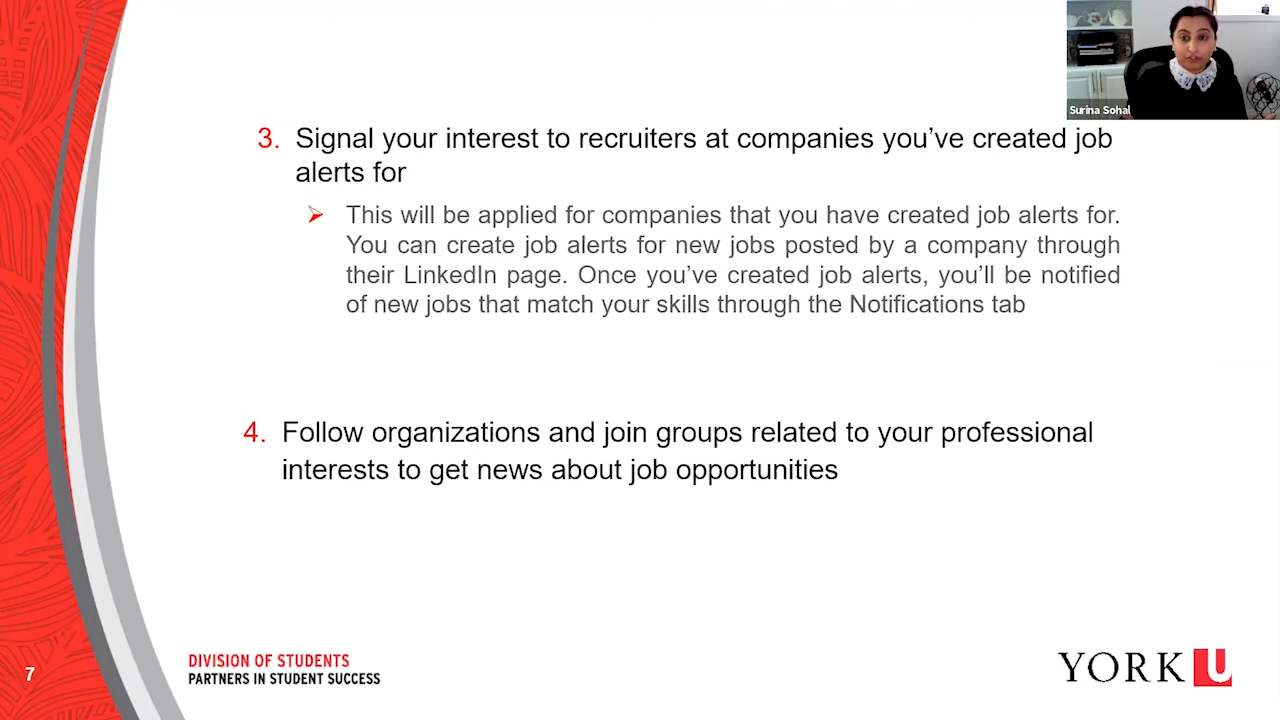 Surina Sohal
3. Signal your interest to recruiters at companies you’ve created job
alerts for
This will be applied for companies that you have created job alerts for.
You can create job alerts for new jobs posted by a company through
their LinkedIn page. Once you’ve created job alerts, you’ll be notified
of new jobs that match your skills through the Notifications tab
4. Follow organizations and join groups related to your professional
interests to get news about job opportunities
7
DIVISION OF STUDENTS
PARTNERS IN STUDENT SUCCESS
YORK U